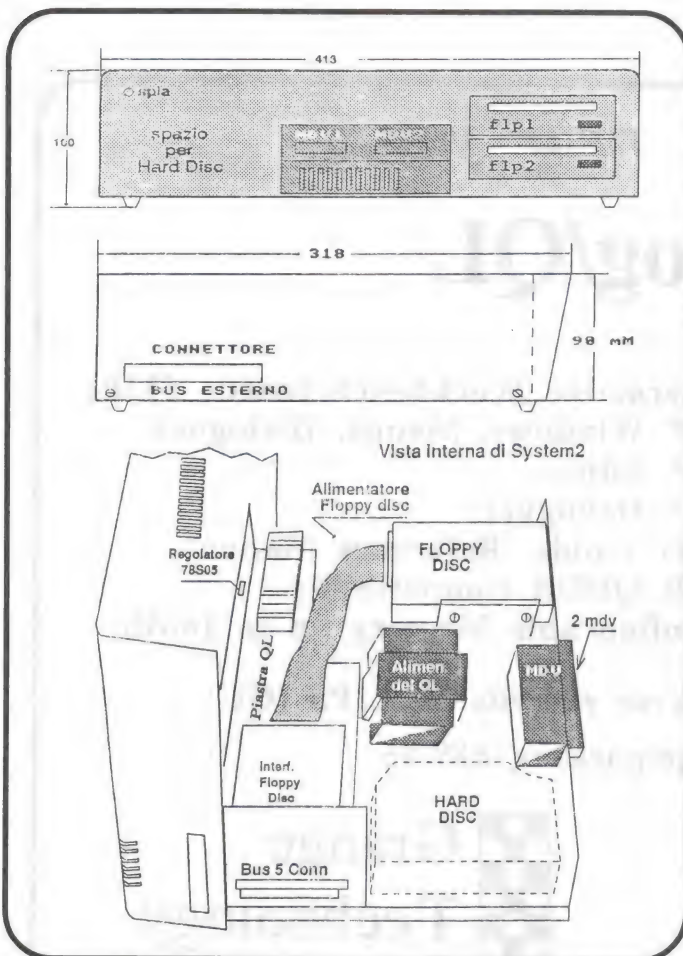 413
100
spia
spazio
per
Hard Disc
MDV1 MDV2
flp1
flp2
318
90 mM
CONNETTORE
BUS ESTERNO
Vista interna di System2
Alimentatore
Floppy disc
Regolatore
78S05
Piastra QL
FLOPPY
DISC
2 mdv
Alimen.
del QL
MDV
Interf.
Floppy
Disc
HARD
DISC
Bus 5 Conn